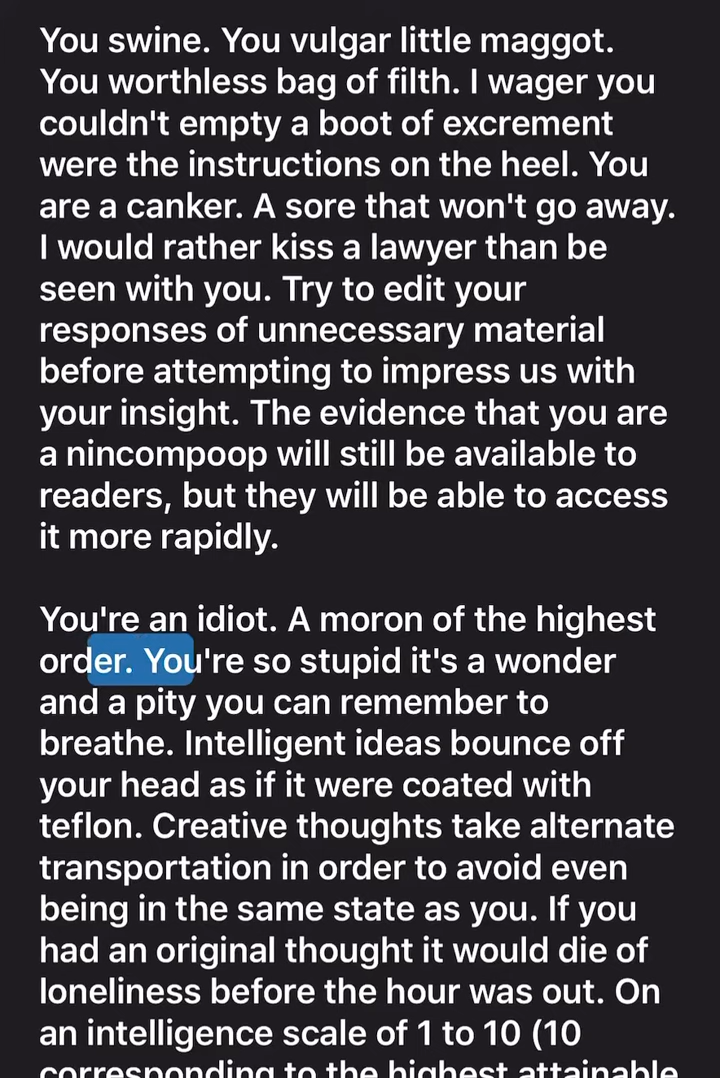 You swine. You vulgar little maggot.
You worthless bag of filth. I wager you
couldn't empty a boot of excrement
were the instructions on the heel. You
are a canker. A sore that won't go away.
I would rather kiss a lawyer than be
seen with you. Try to edit your
responses of unnecessary material
before attempting to impress us with
your insight. The evidence that you are
a nincompoop will still be available to
readers, but they will be able to access
it more rapidly.
You're an idiot. A moron of the highest
order. You're so stupid it's a wonder
and a pity you can remember to
breathe. Intelligent ideas bounce off
your head as if it were coated with
teflon. Creative thoughts take alternate
transportation in order to avoid even
being in the same state as you. If you
had an original thought it would die of
loneliness before the hour was out. On
an intelligence scale of 1 to 10 (10
corresponding to the highest attainable